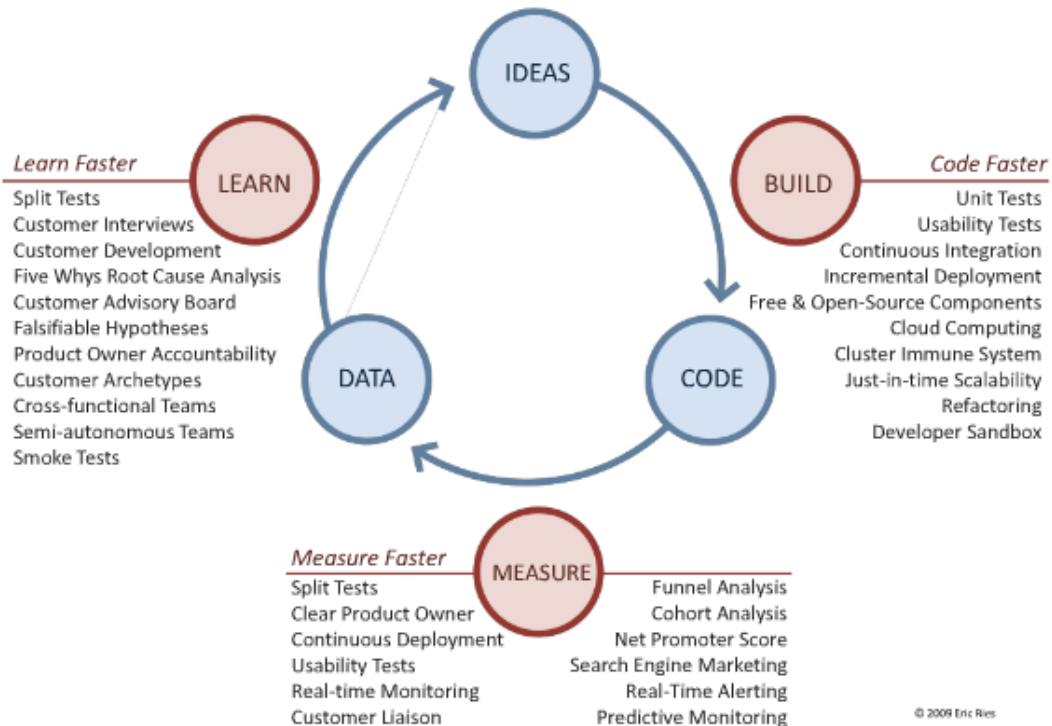 IDEAS
LEARN
Learn Faster
Split Tests
Customer Interviews
Customer Development
Five Whys Root Cause Analysis
Customer Advisory Board
Falsifiable Hypotheses
Product Owner Accountability
Customer Archetypes
Cross-functional Teams
Semi-autonomous Teams
Smoke Tests
BUILD
Code Faster
Unit Tests
Usability Tests
Continuous Integration
Incremental Deployment
Free & Open-Source Components
Cloud Computing
Cluster Immune System
Just-in-time Scalability
Refactoring
Developer Sandbox
DATA
CODE
MEASURE
Measure Faster
Split Tests
Clear Product Owner
Continuous Deployment
Usability Tests
Real-time Monitoring
Customer Liaison
Funnel Analysis
Cohort Analysis
Net Promoter Score
Search Engine Marketing
Real-Time Alerting
Predictive Monitoring
© 2009 Eric Ries